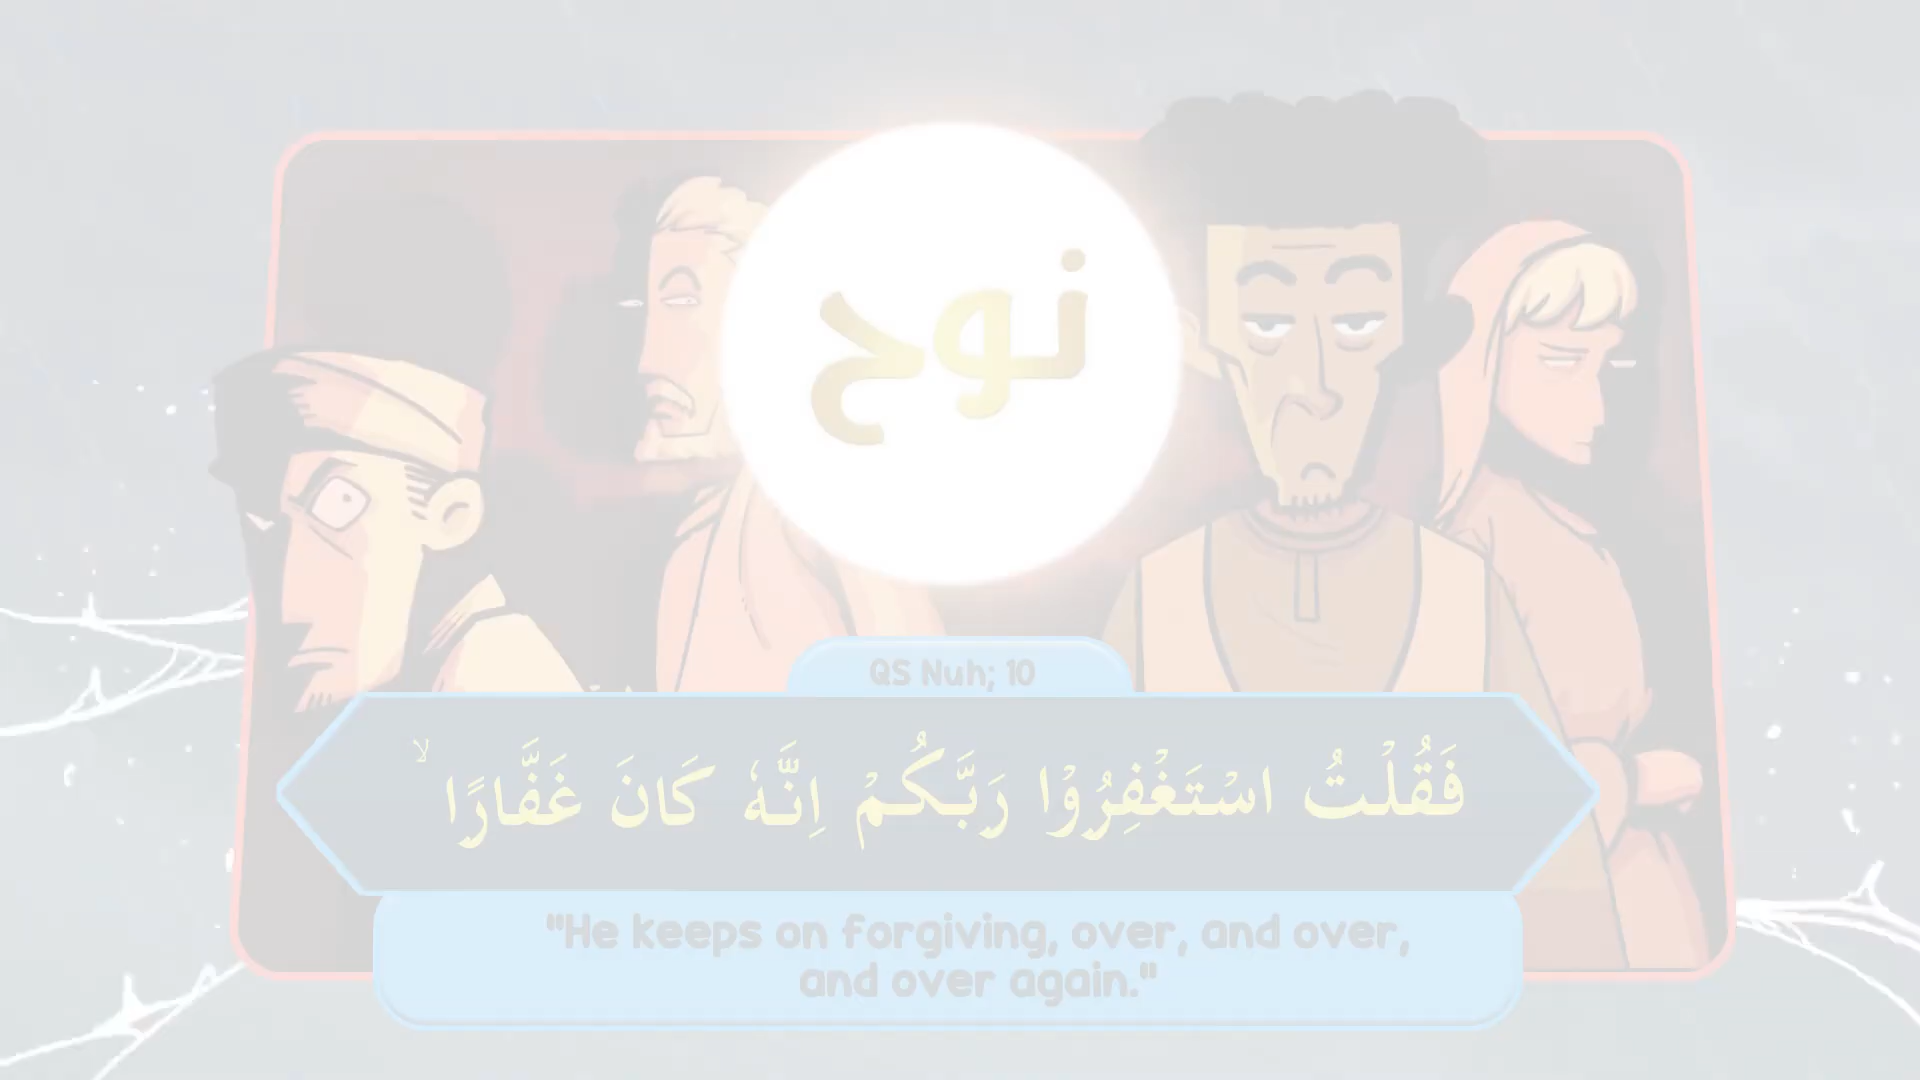 نوح
QS Nuh; 10
فَقُلْتُ اسْتَغْفِرُوْا رَبَّكُمْ اِنَّهٗ كَانَ غَفَّارًا ۙ
"He keeps on forgiving, over, and over,
and over again."